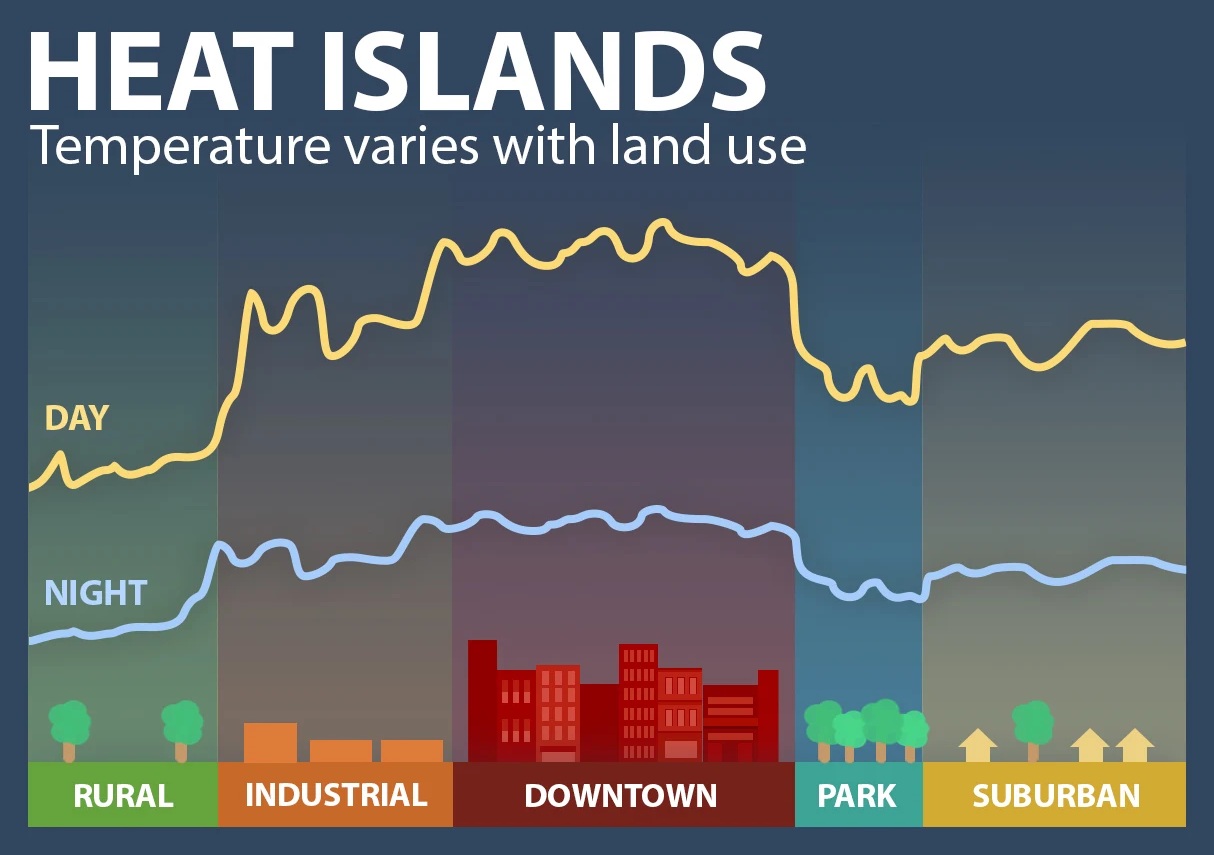 HEAT ISLANDS
Temperature varies with land use
DAY
NIGHT
RURAL
INDUSTRIAL
DOWNTOWN
PARK
SUBURBAN